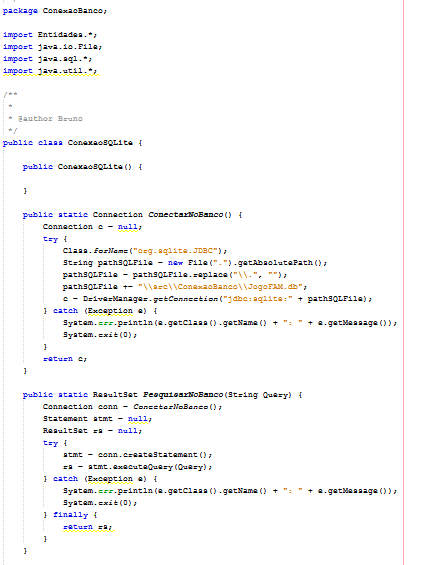 package ConexaoBanco;
import Entidades.*;
import java.io.File;
import java.sql.*;
import java.util.*;
/**
 *
 * @author Bruno
 */
public class ConexaoSQLite {
public ConexaoSQLite() {
}
public static Connection ConectarNoBanco() {
Connection c = null;
try {
Class.forName("org.sqlite.JDBC");
String pathSQLFile = new File(".").getAbsolutePath();
pathSQLFile = pathSQLFile.replace("\\.", "");
pathSQLFile += "\\src\\ConexaoBanco\\JogoFAM.db";
c = DriverManager.getConnection("jdbc:sqlite:" + pathSQLFile);
} catch (Exception e) {
System.err.println(e.getClass().getName() + ": " + e.getMessage());
System.exit(0);
}
return c;
}
public static ResultSet PesquisarNoBanco(String Query) {
Connection conn = ConectarNoBanco();
Statement stmt = null;
ResultSet rs = null;
try {
stmt = conn.createStatement();
rs = stmt.executeQuery(Query);
} catch (Exception e) {
System.err.println(e.getClass().getName() + ": " + e.getMessage());
System.exit(0);
} finally {
return rs;
}
}